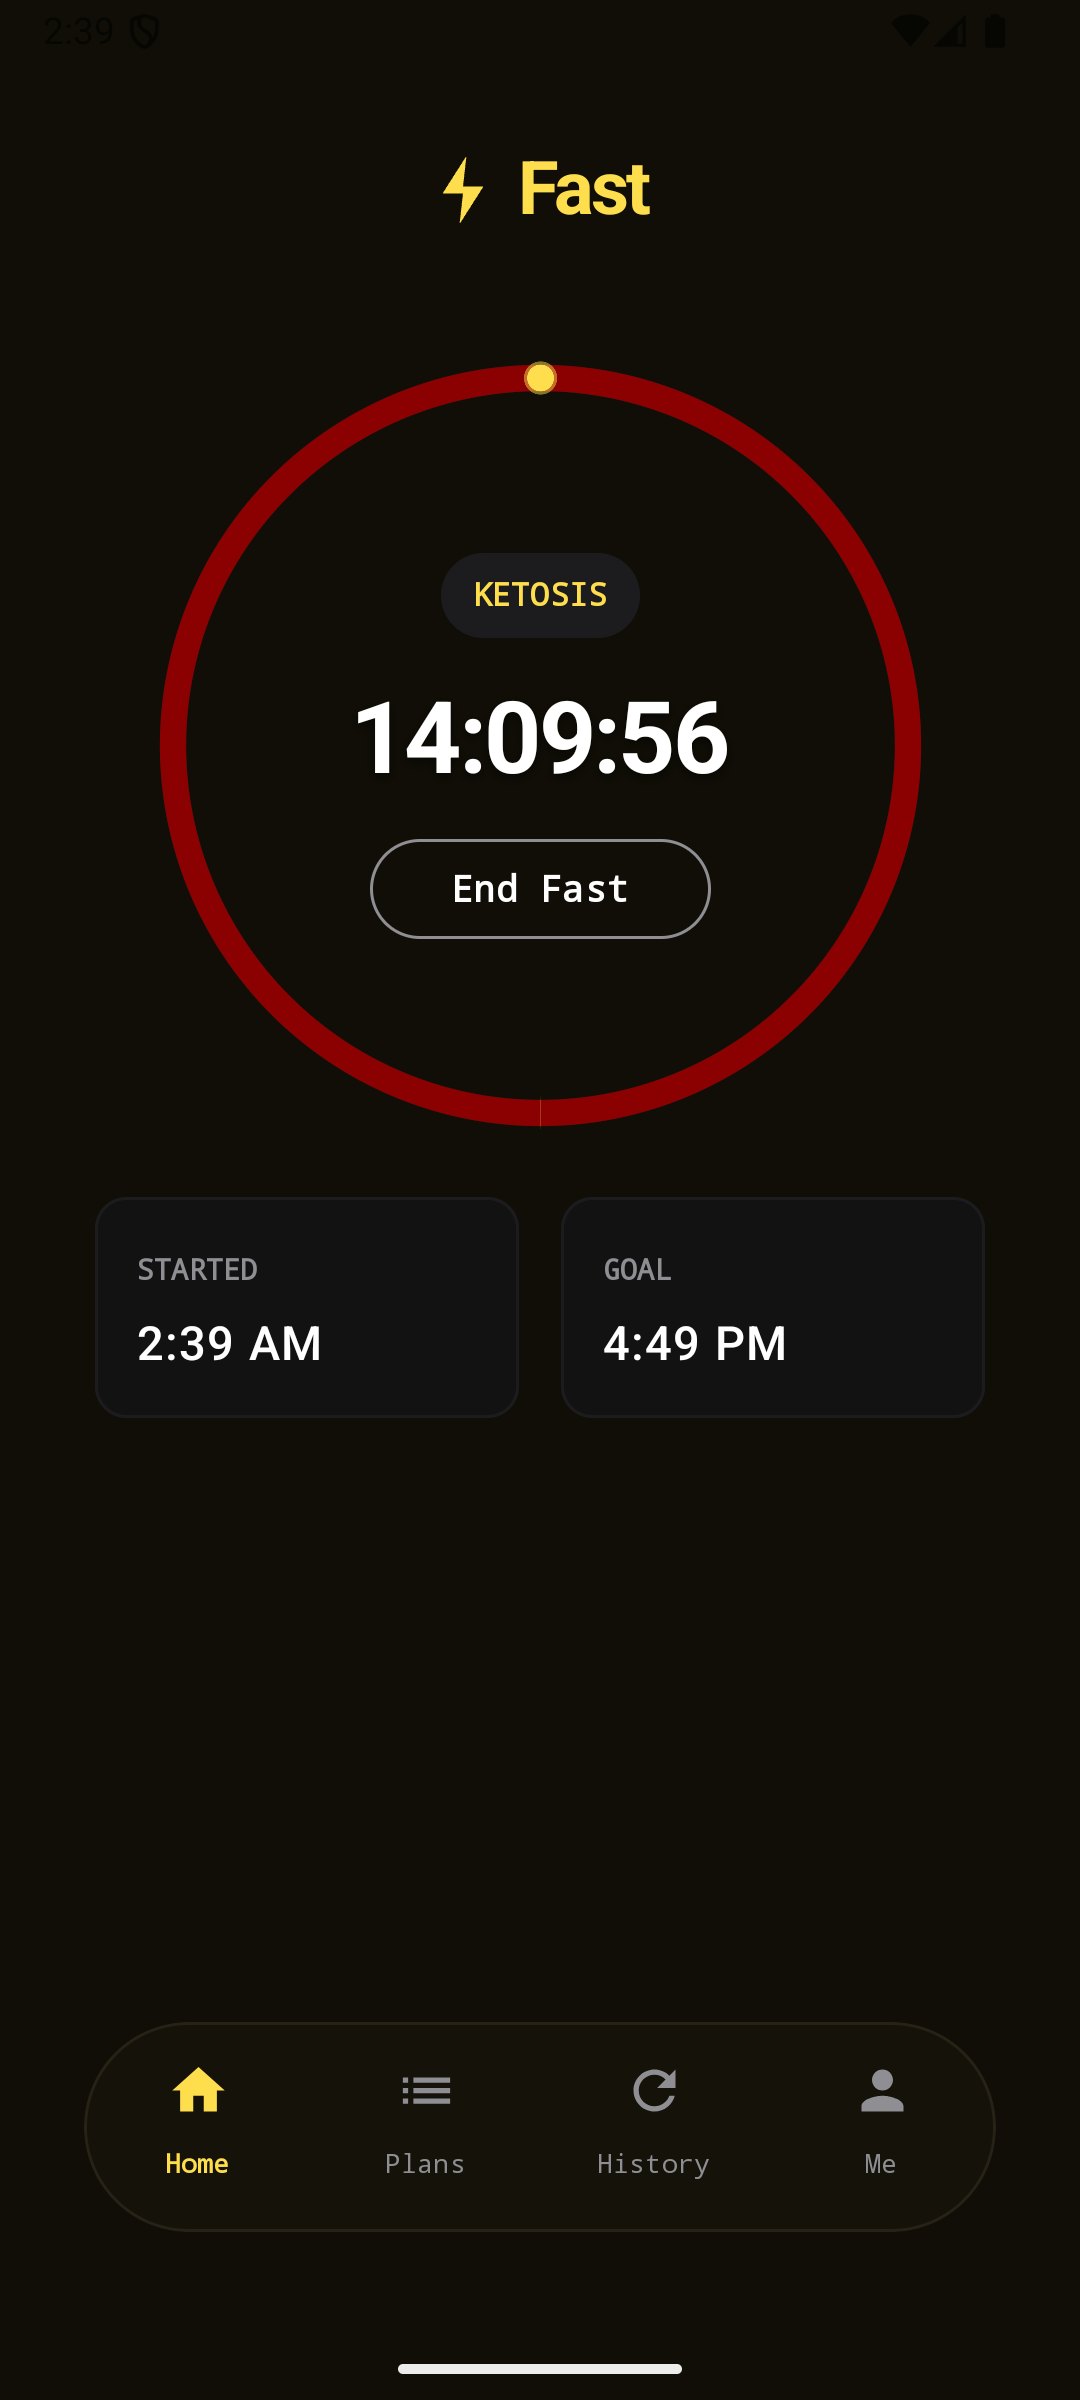 2:39
Fast
KETOSIS
14:09:56
End Fast
STARTED
2:39 AM
GOAL
4:49 PM
Home
Plans
History
Me